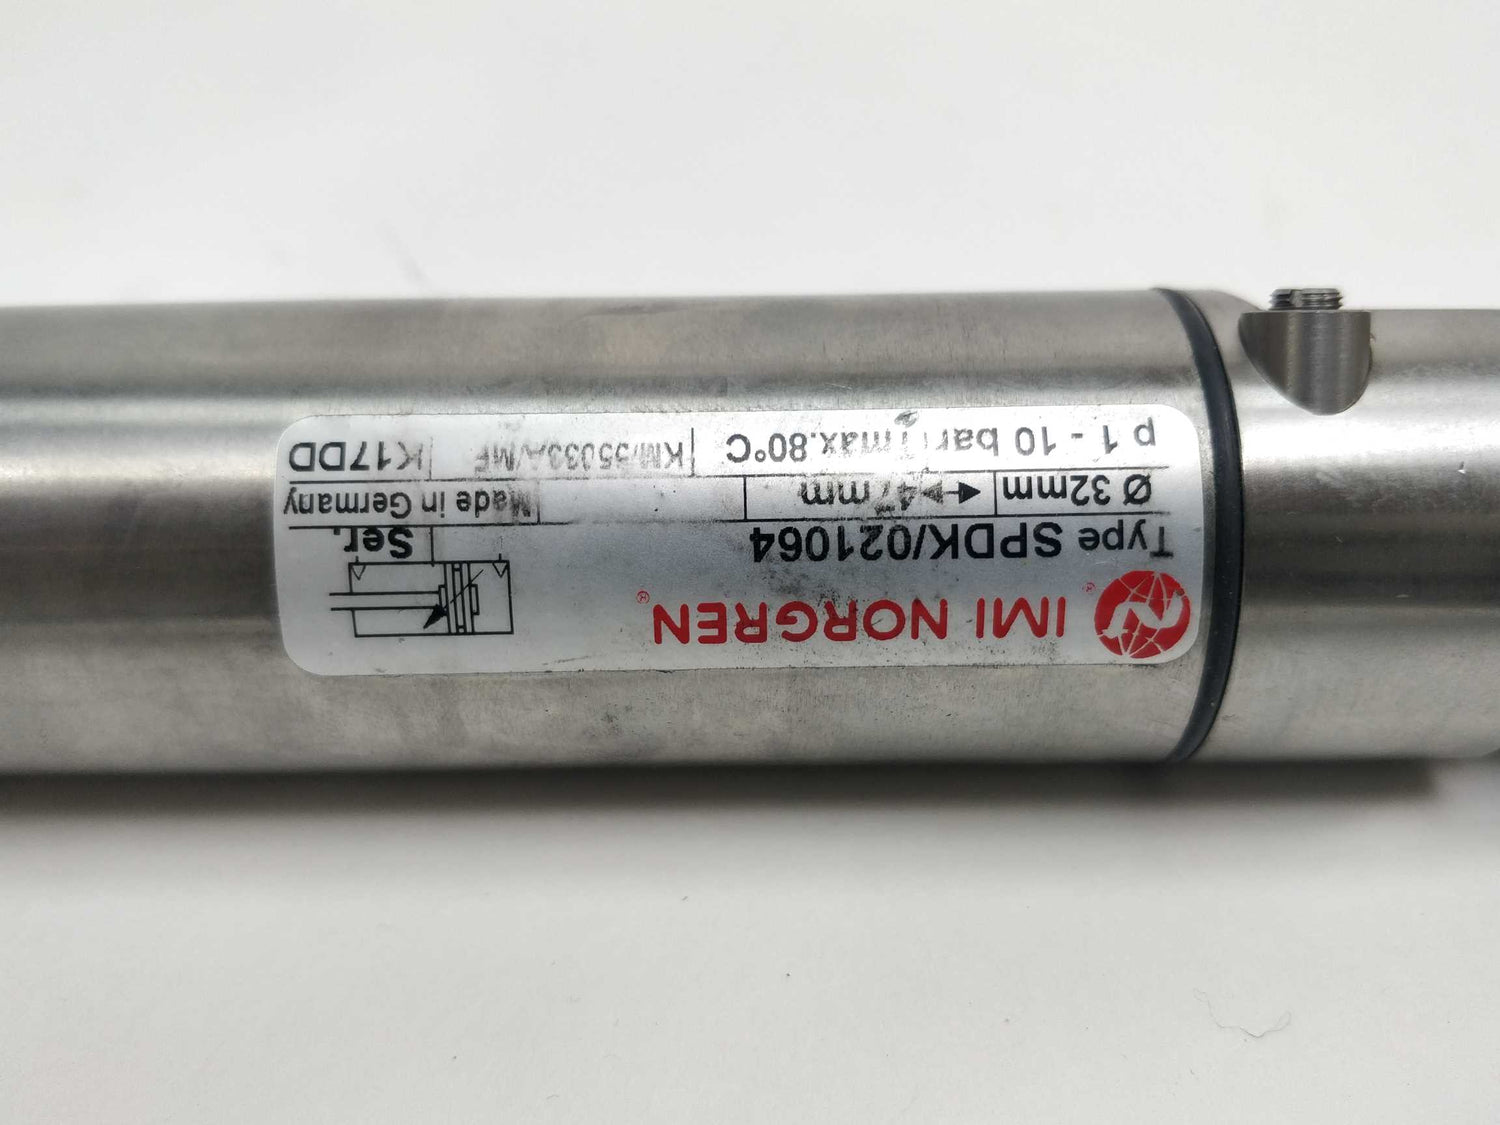 IMI NORGREN®
Type SPDK/021064 Ser.
Ø 32mm 47mm Made in Germany
p 1 - 10 bar Tmax.80°C K17DD